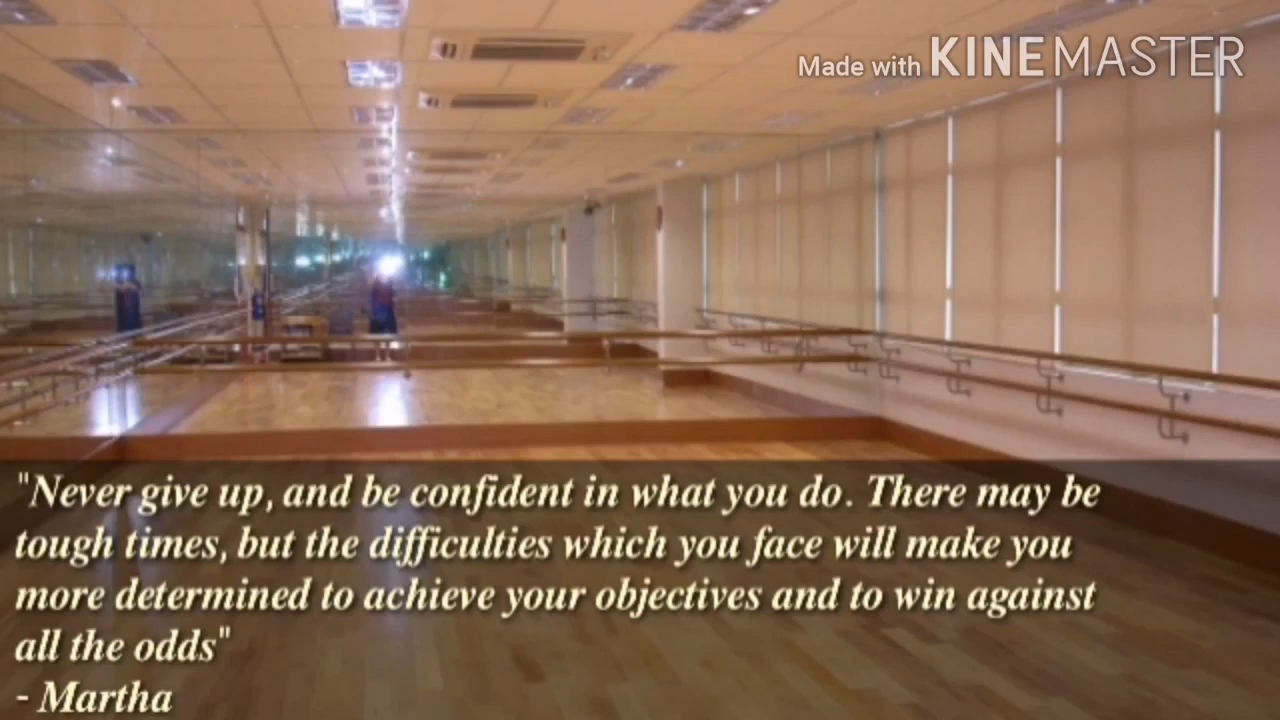 Made with KINEMASTER
"Never give up, and be confident in what you do. There may be
tough times, but the difficulties which you face will make you
more determined to achieve your objectives and to win against
all the odds"
- Martha